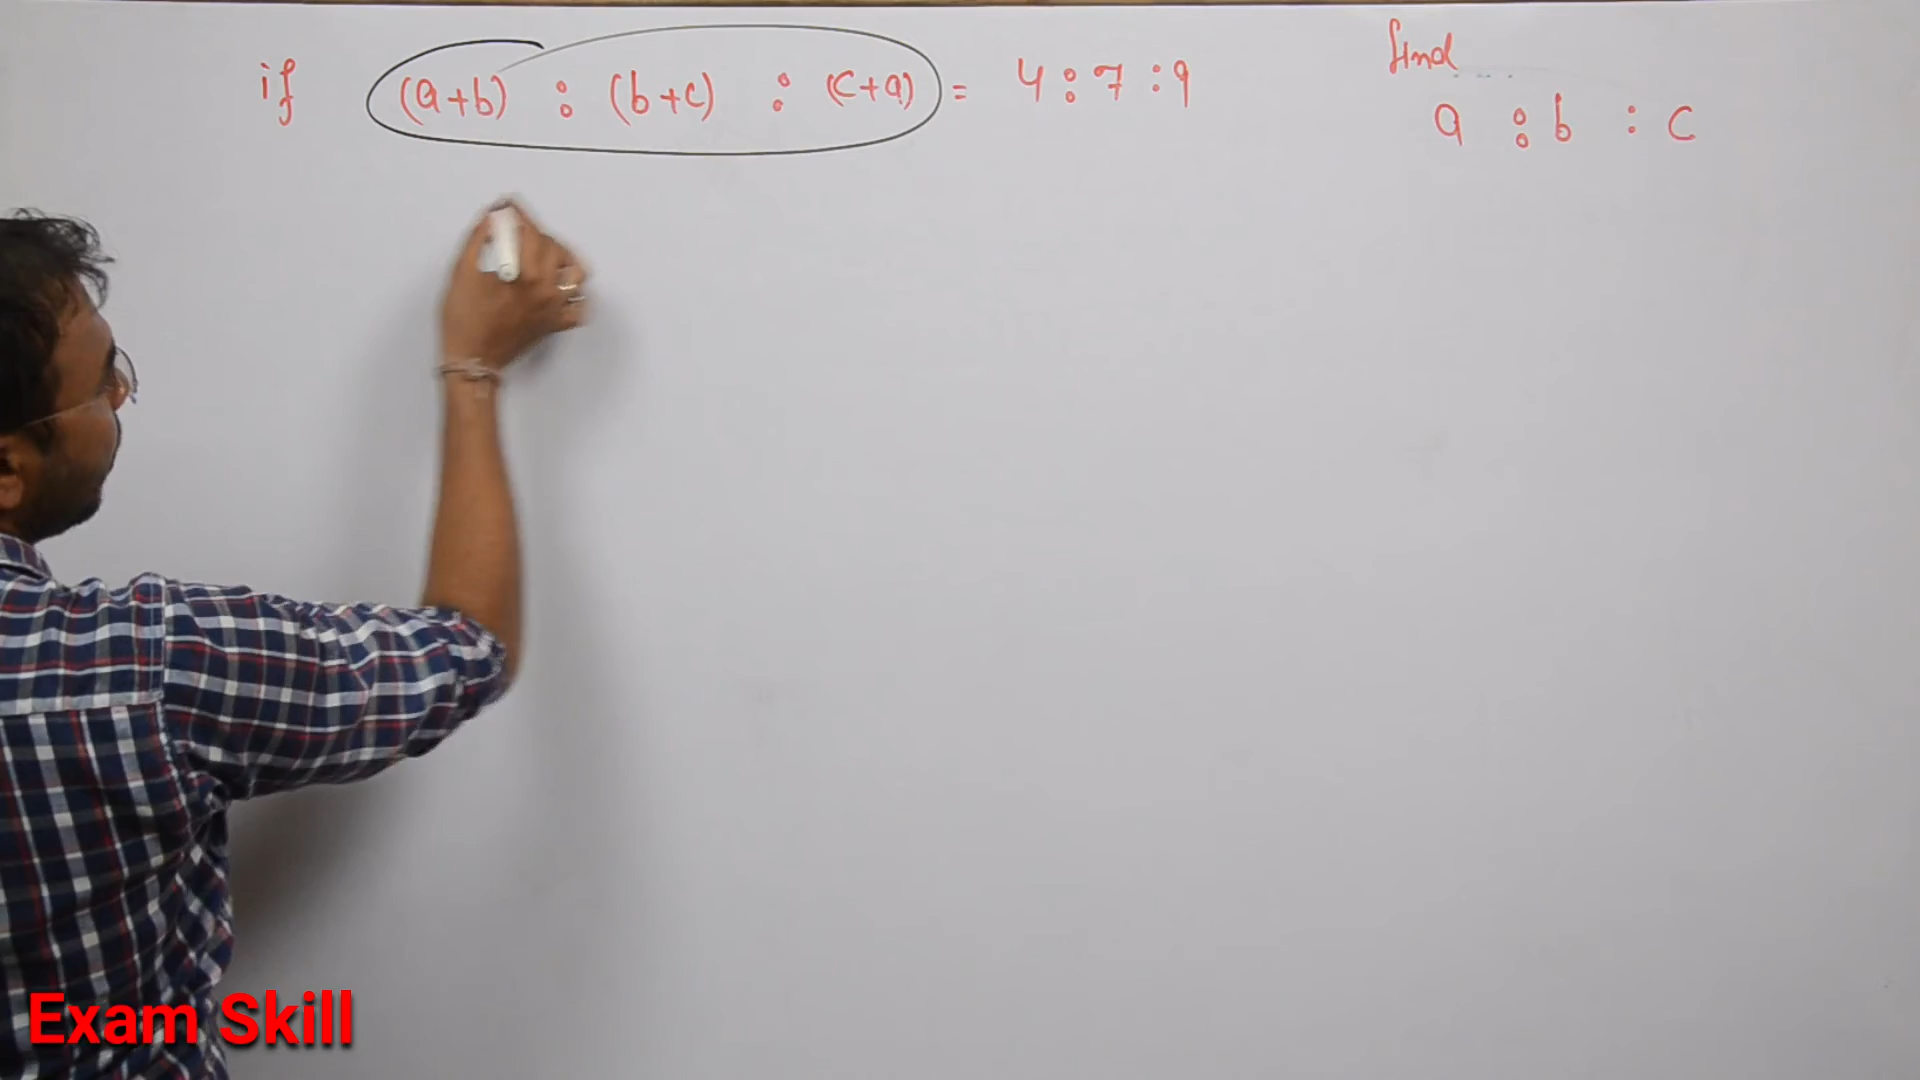 if (a+b) : (b+c) : (c+a) = 4 : 7 : 9
find
a : b : c
Exam Skill